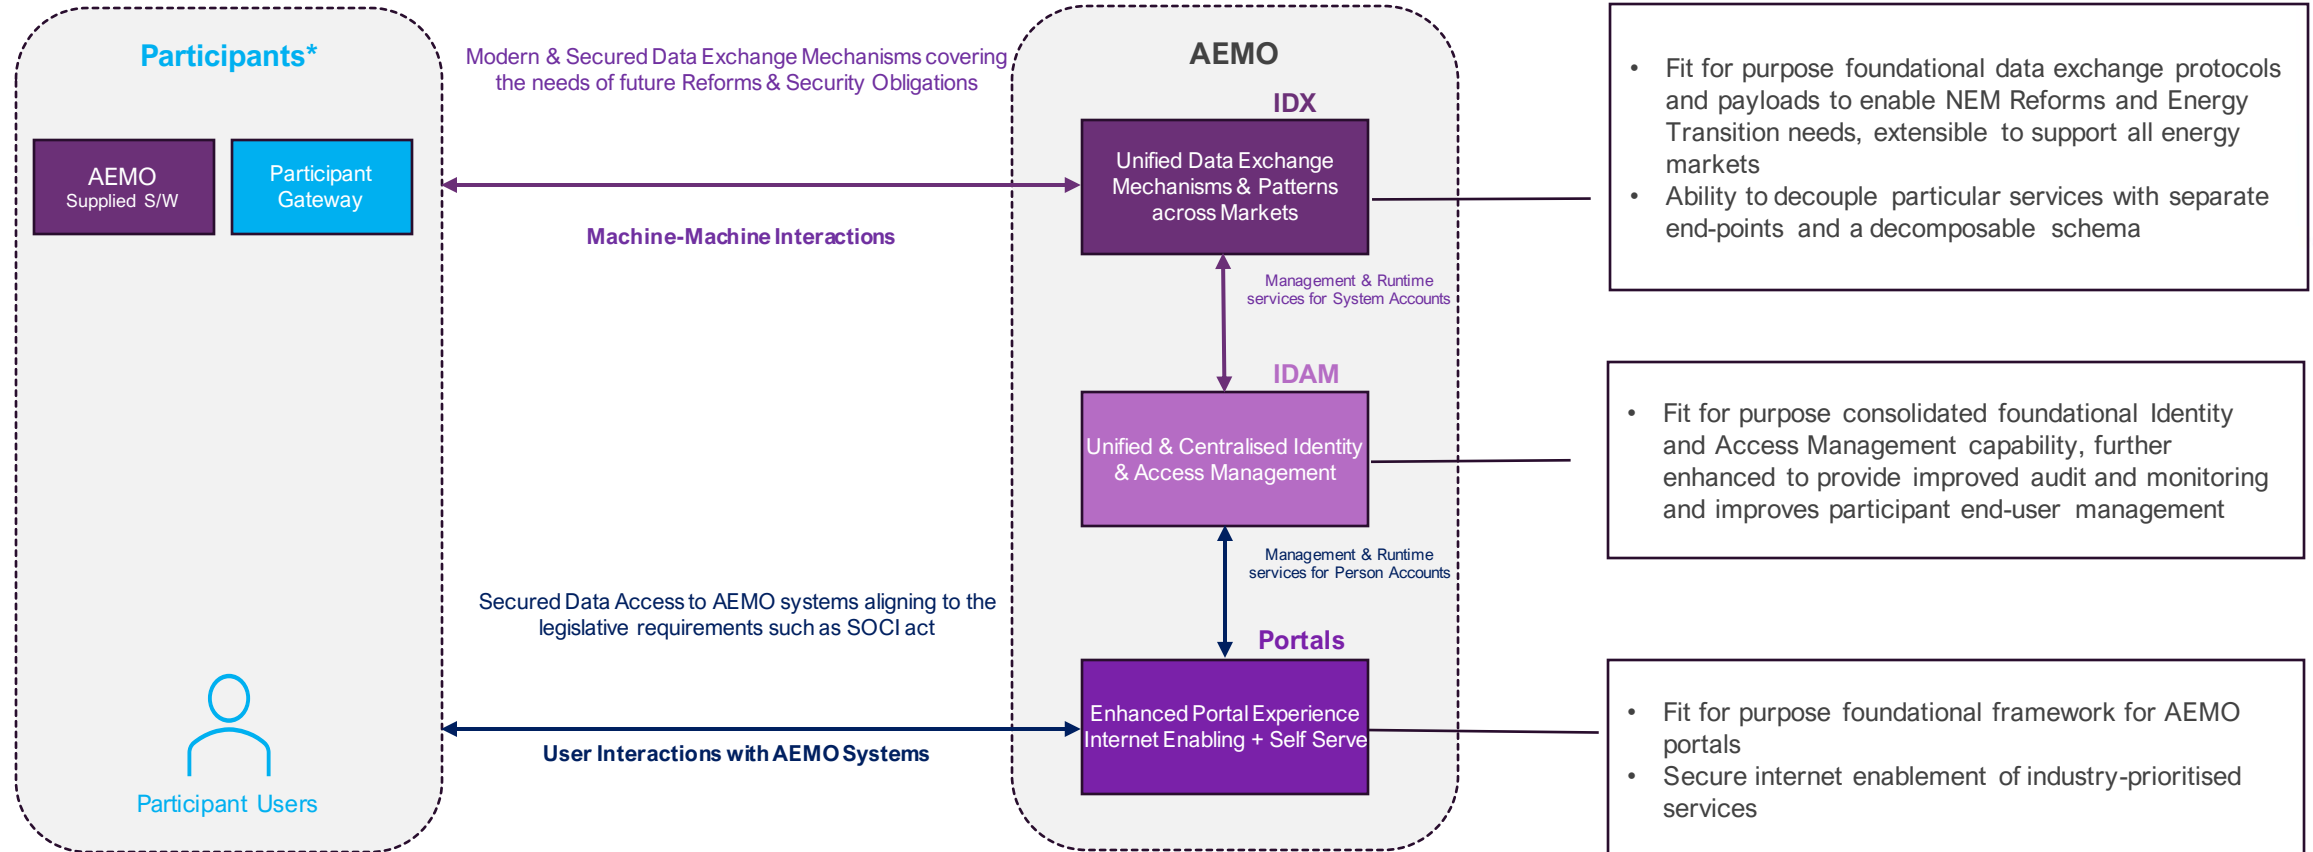 Participants*
AEMO
Supplied S/W
Participant
Gateway
Participant Users
Modern & Secured Data Exchange Mechanisms covering
the needs of future Reforms & Security Obligations
Machine-Machine Interactions
Secured Data Access to AEMO systems aligning to the
legislative requirements such as SOCI act
User Interactions with AEMO Systems
AEMO
IDX
Unified Data Exchange
Mechanisms & Patterns
across Markets
Management & Runtime
services for System Accounts
IDAM
Unified & Centralised Identity
& Access Management
Management & Runtime
services for Person Accounts
Portals
Enhanced Portal Experience
Internet Enabling + Self Serve
• Fit for purpose foundational data exchange protocols
and payloads to enable NEM Reforms and Energy
Transition needs, extensible to support all energy
markets
• Ability to decouple particular services with separate
end-points and a decomposable schema
• Fit for purpose consolidated foundational Identity
and Access Management capability, further
enhanced to provide improved audit and monitoring
and improves participant end-user management
• Fit for purpose foundational framework for AEMO
portals
• Secure internet enablement of industry-prioritised
services